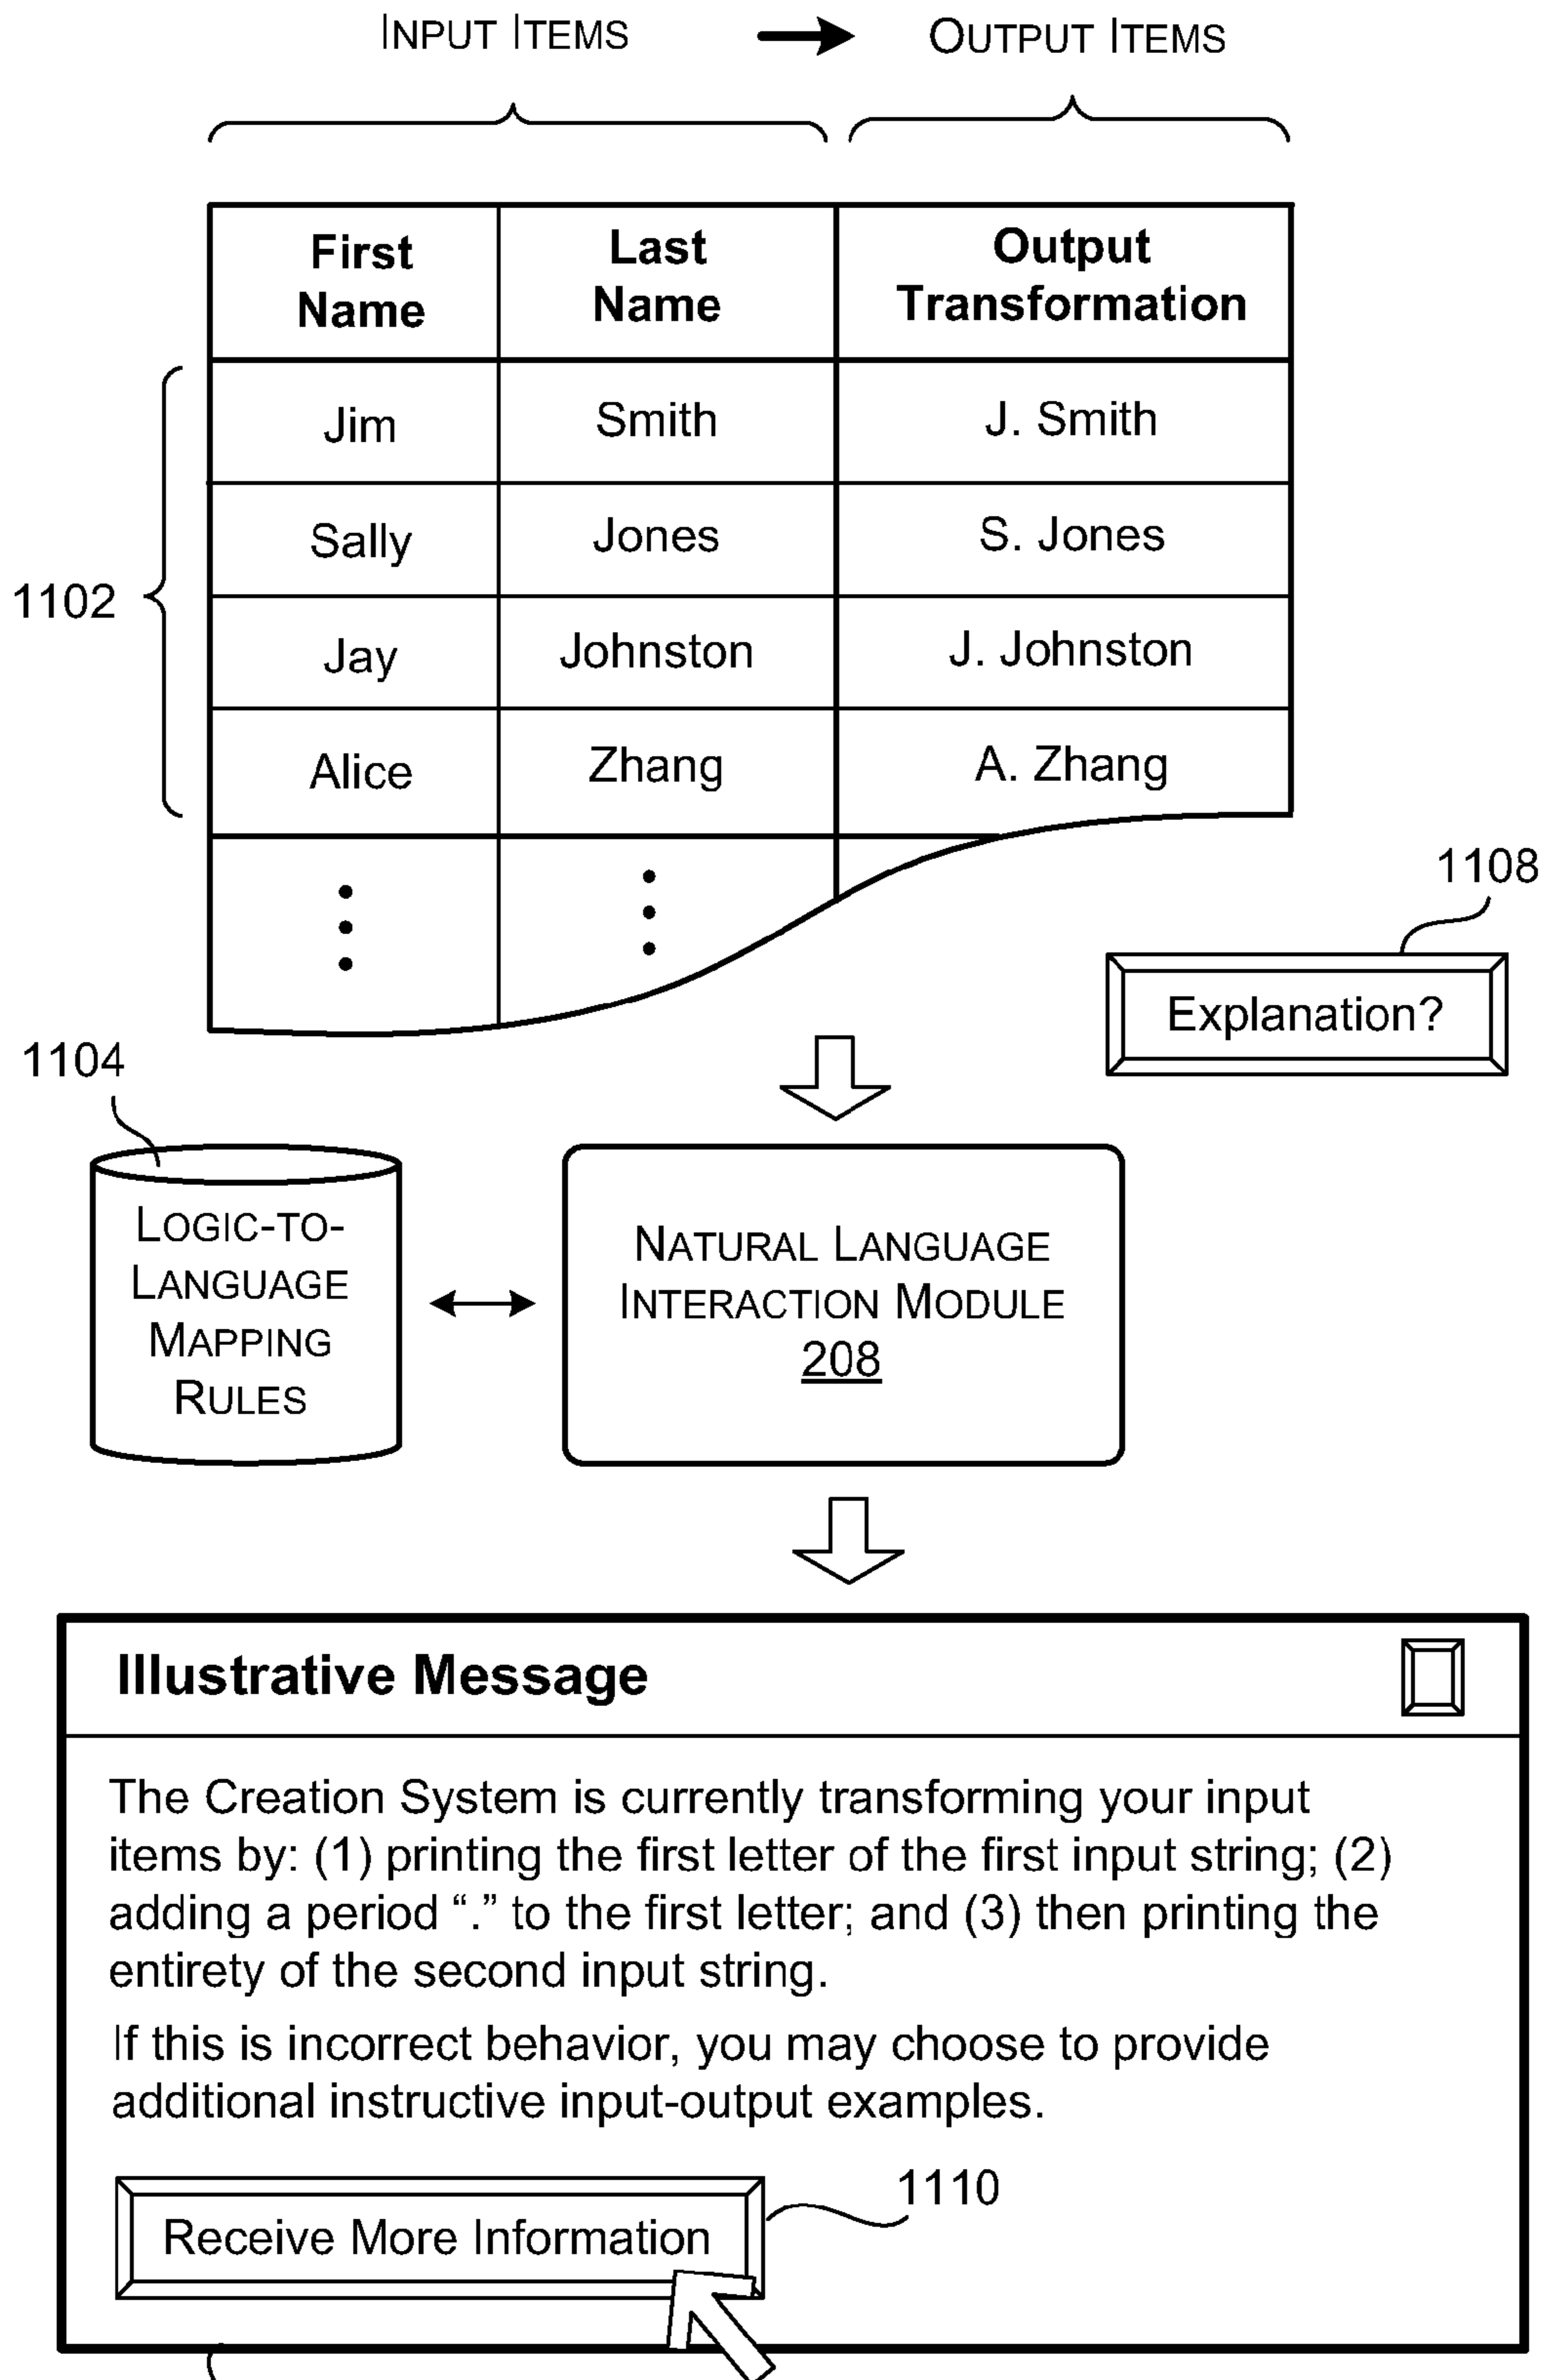 INPUT ITEMS OUTPUT ITEMS
First Name Last Name Output Transformation
Jim Smith J. Smith
Sally Jones S. Jones
1102
Jay Johnston J. Johnston
Alice Zhang A. Zhang
1108
Explanation?
1104
LOGIC-TO-
LANGUAGE
MAPPING
RULES
NATURAL LANGUAGE
INTERACTION MODULE
208
Illustrative Message
The Creation System is currently transforming your input
items by: (1) printing the first letter of the first input string; (2)
adding a period “.” to the first letter; and (3) then printing the
entirety of the second input string.
If this is incorrect behavior, you may choose to provide
additional instructive input-output examples.
1110
Receive More Information